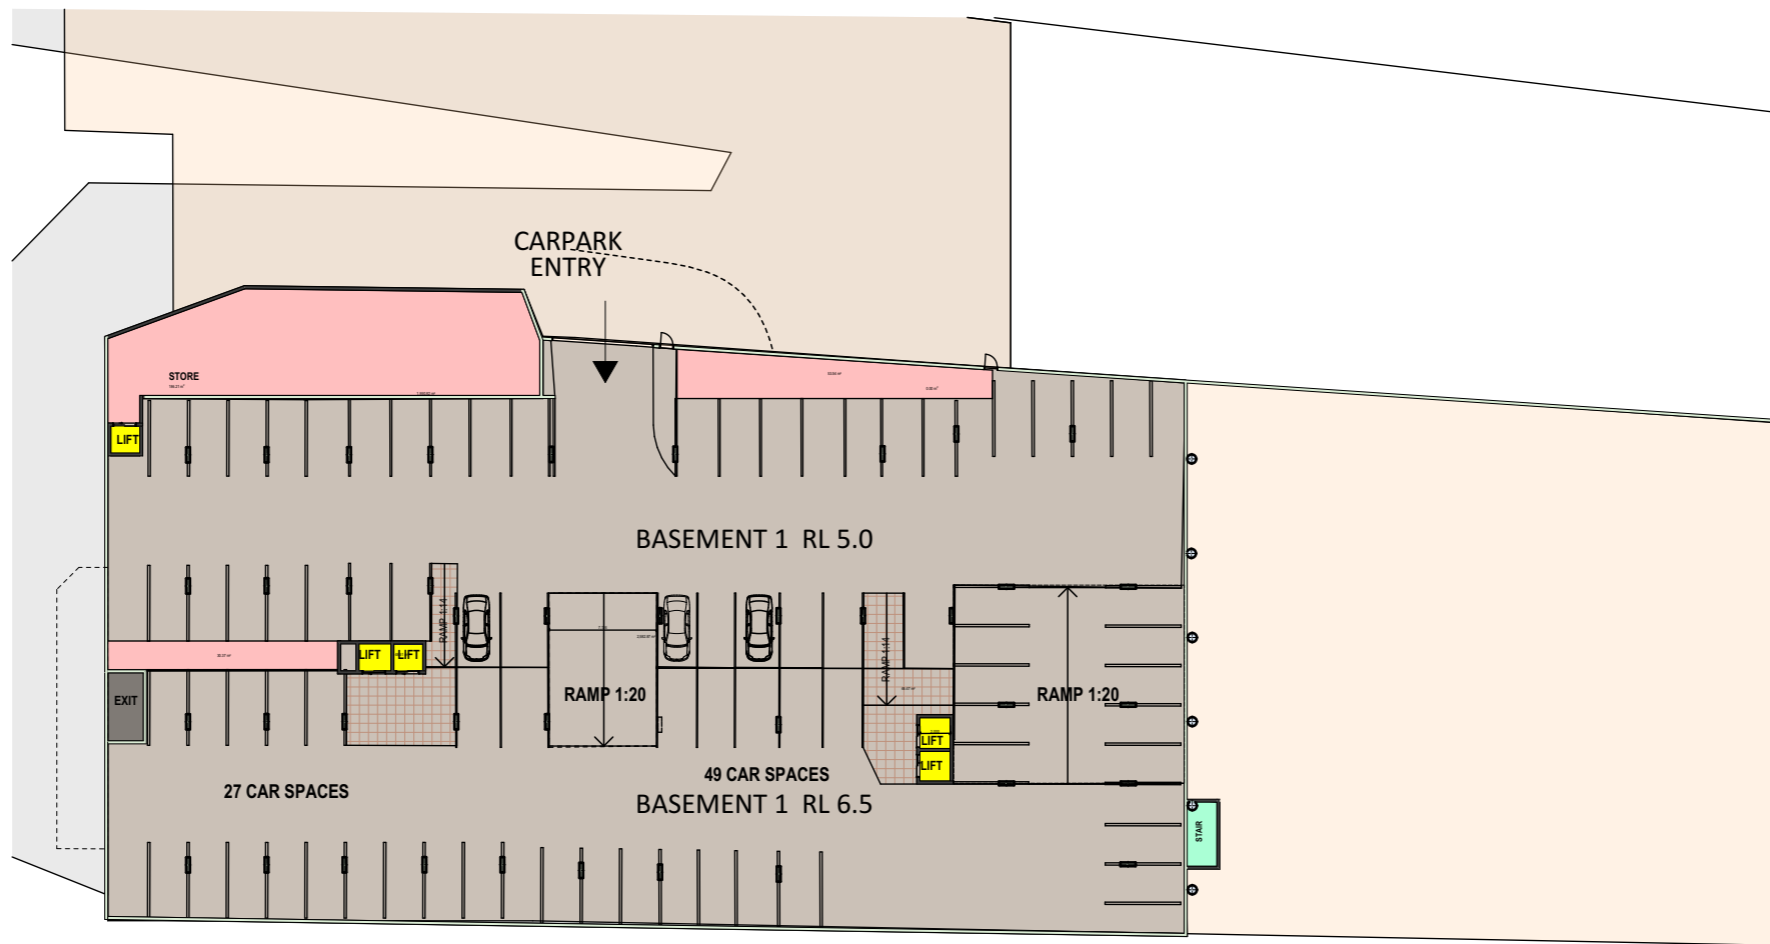 CARPARK
ENTRY
STORE
LIFT
BASEMENT 1 RL 5.0
RAMP 1:14
RAMP 1:14
LIFT LIFT
EXIT
RAMP 1:20
RAMP 1:20
LIFT
LIFT
49 CAR SPACES
27 CAR SPACES
BASEMENT 1 RL 6.5
STAIR